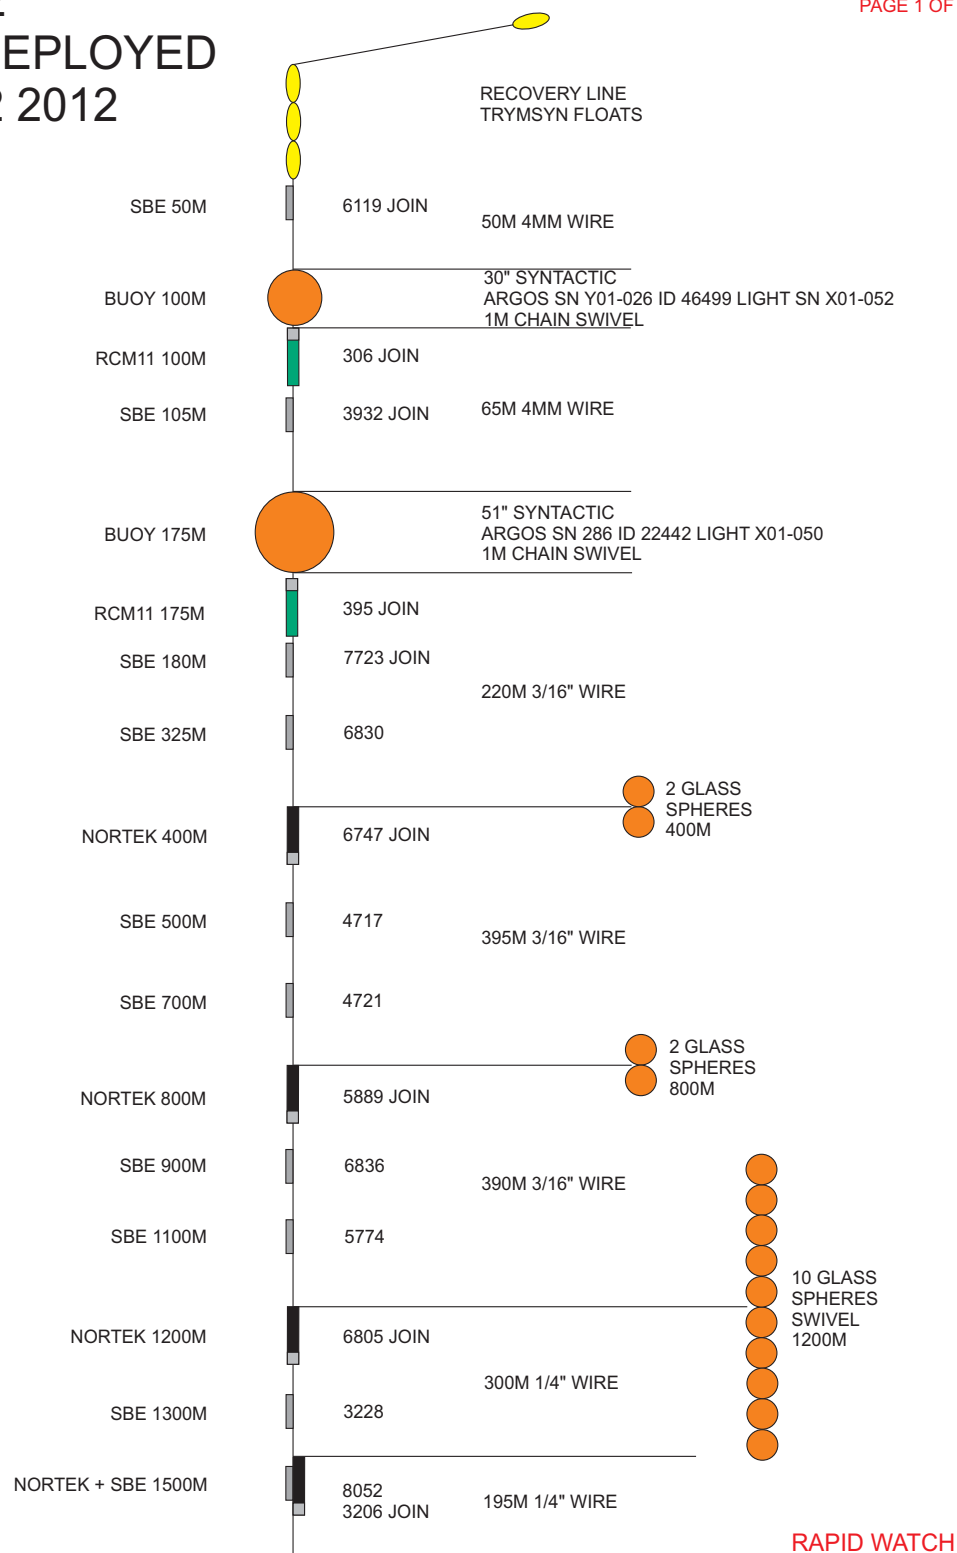 PAGE 1 OF
EPLOYED
2012
RECOVERY LINE
TRYMSYN FLOATS
SBE 50M
6119 JOIN
50M 4MM WIRE
30" SYNTACTIC
BUOY 100M
ARGOS SN Y01-026 ID 46499 LIGHT SN X01-052
1M CHAIN SWIVEL
RCM11 100M
306 JOIN
SBE 105M
3932 JOIN
65M 4MM WIRE
51" SYNTACTIC
BUOY 175M
ARGOS SN 286 ID 22442 LIGHT X01-050
1M CHAIN SWIVEL
RCM11 175M
395 JOIN
SBE 180M
7723 JOIN
220M 3/16" WIRE
SBE 325M
6830
2 GLASS
SPHERES
400M
NORTEK 400M
6747 JOIN
SBE 500M
4717
395M 3/16" WIRE
SBE 700M
4721
2 GLASS
SPHERES
800M
NORTEK 800M
5889 JOIN
SBE 900M
6836
390M 3/16" WIRE
SBE 1100M
5774
10 GLASS
SPHERES
SWIVEL
1200M
NORTEK 1200M
6805 JOIN
300M 1/4" WIRE
SBE 1300M
3228
NORTEK + SBE 1500M
8052
3206 JOIN
195M 1/4" WIRE
RAPID WATCH